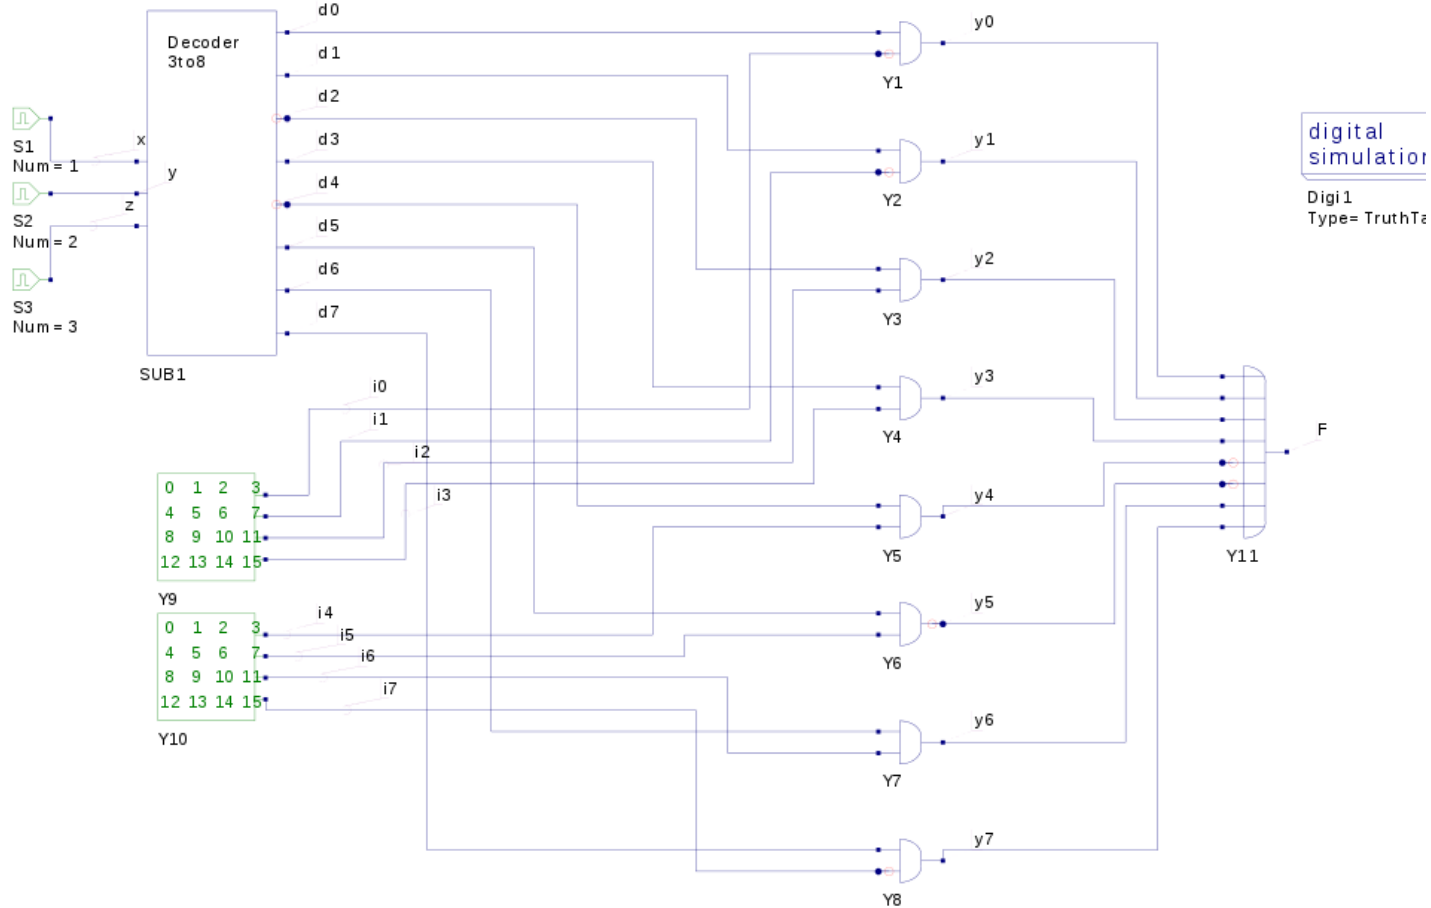 d0
Decoder
3to8
d1
d2
d3
d4
d5
d6
d7
x
y
z
S1
Num= 1
S2
Num= 2
S3
Num= 3
SUB1
y0
Y1
y1
Y2
y2
Y3
y3
Y4
y4
Y5
y5
Y6
y6
Y7
y7
Y8
digital
simulation
Digi1
Type= TruthTa
i0
i1
i2
i3
0 1 2 3
4 5 6 7
8 9 10 11
12 13 14 15
Y9
i4
i5
i6
i7
0 1 2 3
4 5 6 7
8 9 10 11
12 13 14 15
Y10
F
Y11